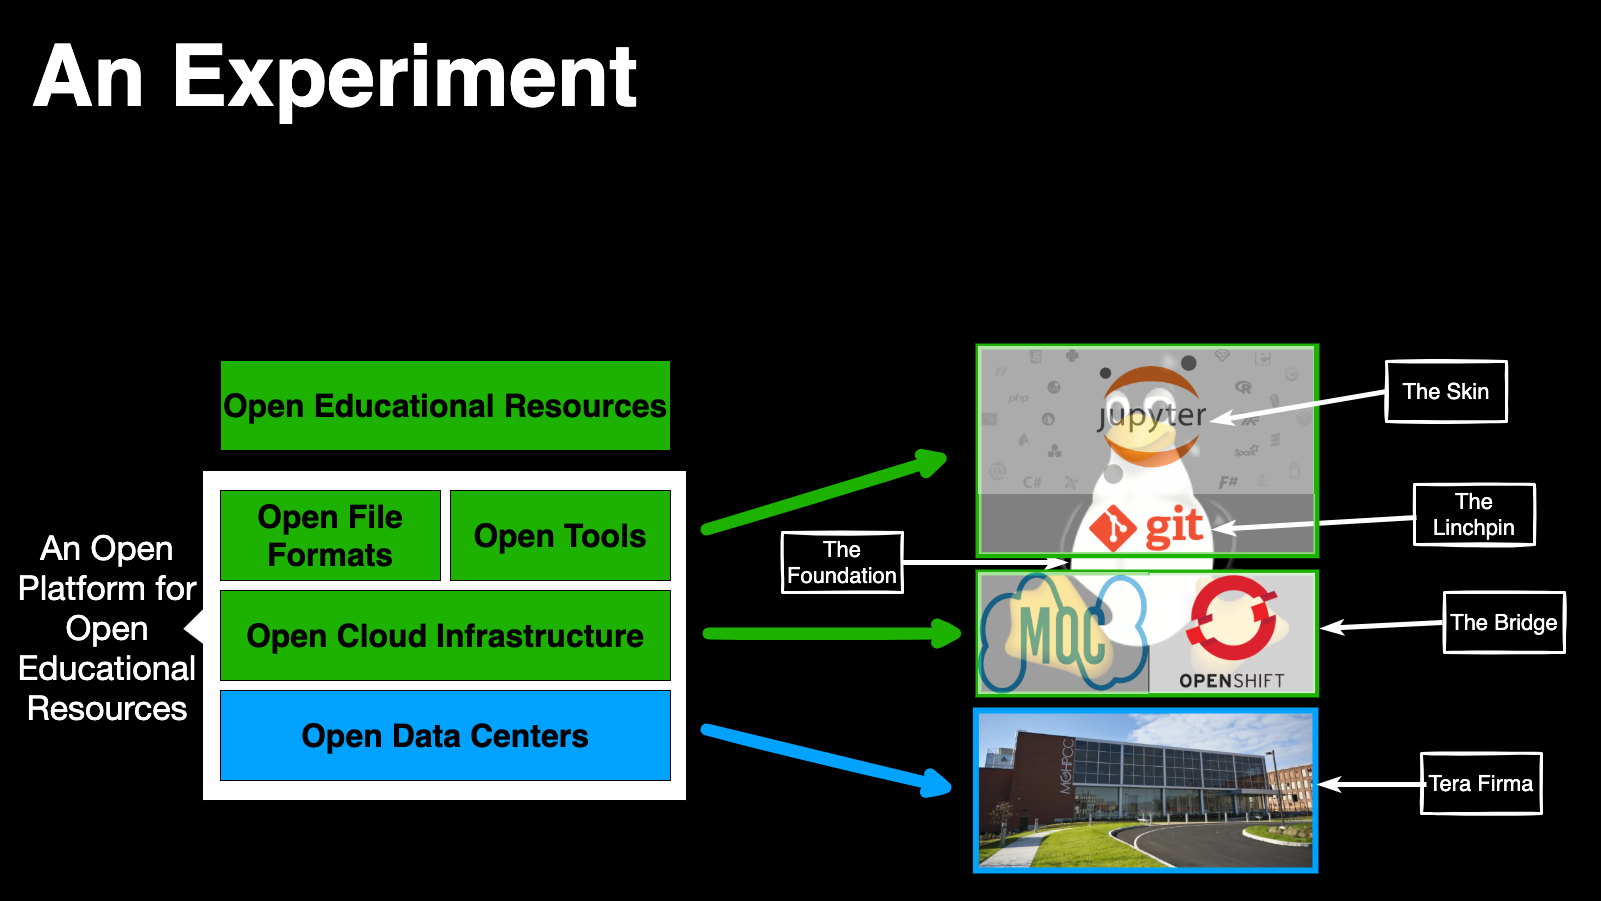 An Experiment
Open Educational Resources
Open File
Formats
Open Tools
Open Cloud Infrastructure
Open Data Centers
An Open
Platform for
Open
Educational
Resources
The
Foundation
jupyter
php
R
Spark
C#
F#
git
MOC
OPENSHIFT
MGHPCC
The Skin
The
Linchpin
The Bridge
Tera Firma